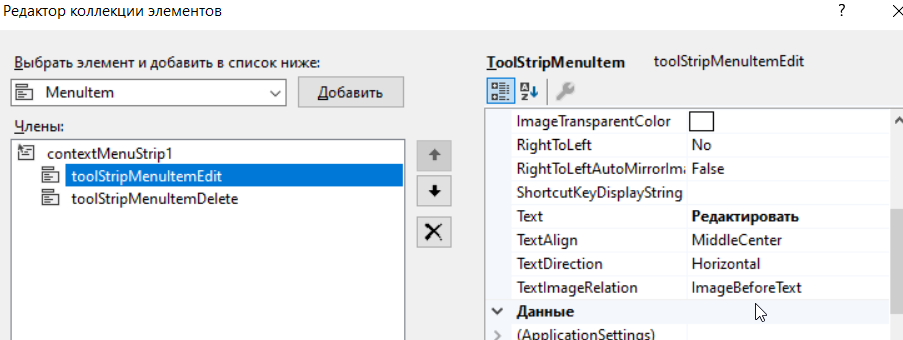 Редактор коллекции элементов
?
Выбрать элемент и добавить в список ниже:
MenuItem
Добавить
Члены:
contextMenuStrip1
toolStripMenuItemEdit
toolStripMenuItemDelete
ToolStripMenuItem toolStripMenuItemEdit
ImageTransparentColor
RightToLeft No
RightToLeftAutoMirrorIma False
ShortcutKeyDisplayString
Text Редактировать
TextAlign MiddleCenter
TextDirection Horizontal
TextImageRelation ImageBeforeText
Данные
(ApplicationSettings)